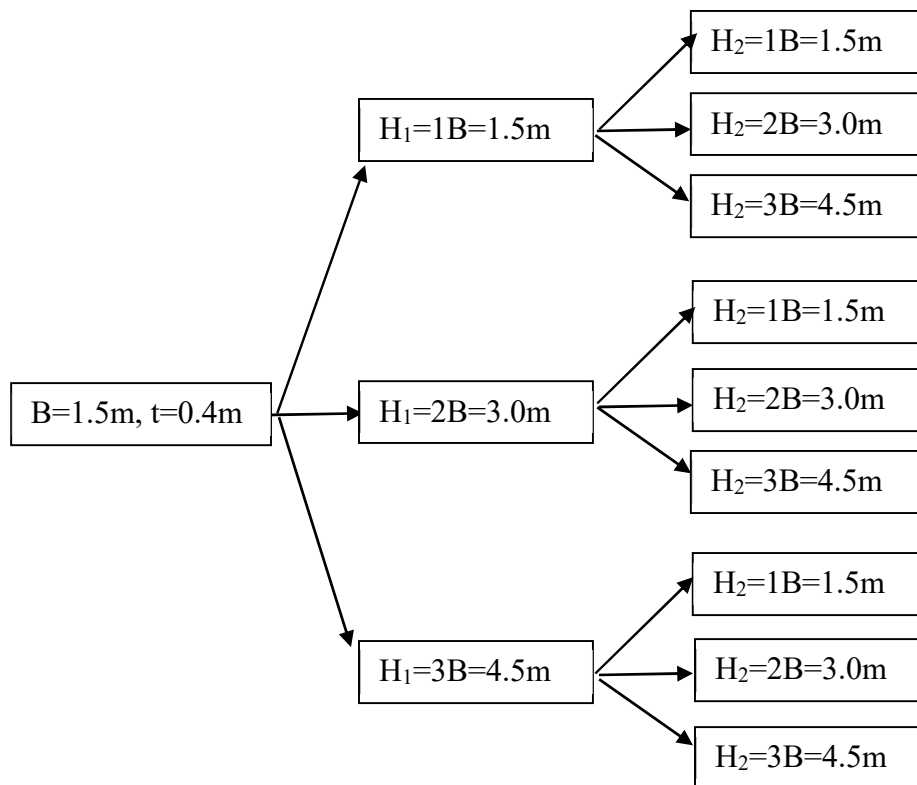 B=1.5m, t=0.4m
H₁=1B=1.5m
H₂=1B=1.5m
H₂=2B=3.0m
H₂=3B=4.5m
H₁=2B=3.0m
H₂=1B=1.5m
H₂=2B=3.0m
H₂=3B=4.5m
H₁=3B=4.5m
H₂=1B=1.5m
H₂=2B=3.0m
H₂=3B=4.5m